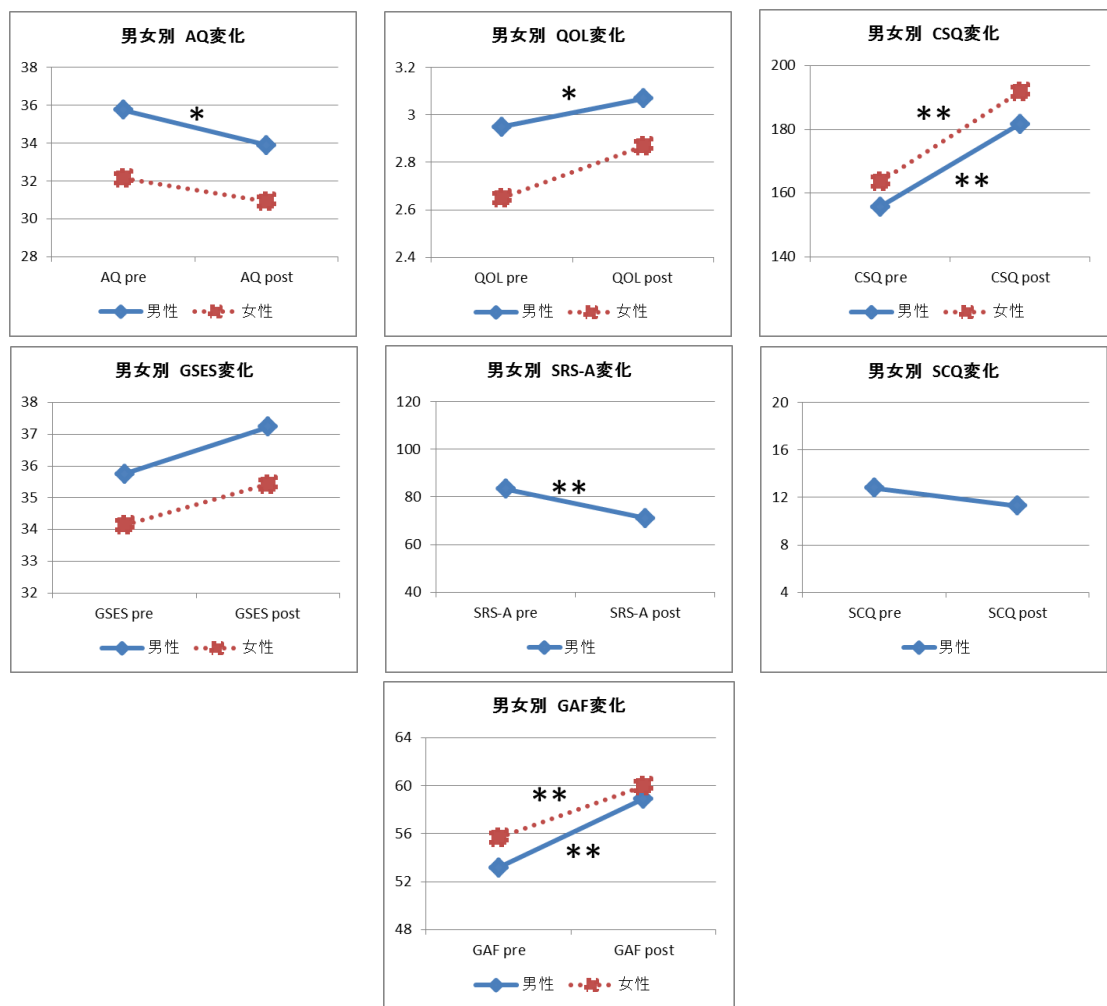 男女別 AQ変化
38
36
34
32
30
28
*
AQ pre
AQ post
男性
女性
男女別 QOL変化
3.2
3
2.8
2.6
2.4
*
QOL pre
QOL post
男性
女性
男女別 CSQ変化
200
180
160
140
**
**
CSQ pre
CSQ post
男性
女性
男女別 GSES変化
38
37
36
35
34
33
32
GSES pre
GSES post
男性
女性
男女別 SRS-A変化
120
100
80
60
40
**
SRS-A pre
SRS-A post
男性
男女別 SCQ変化
20
16
12
8
4
SCQ pre
SCQ post
男性
男女別 GAF変化
64
60
56
52
48
**
**
GAF pre
GAF post
男性
女性